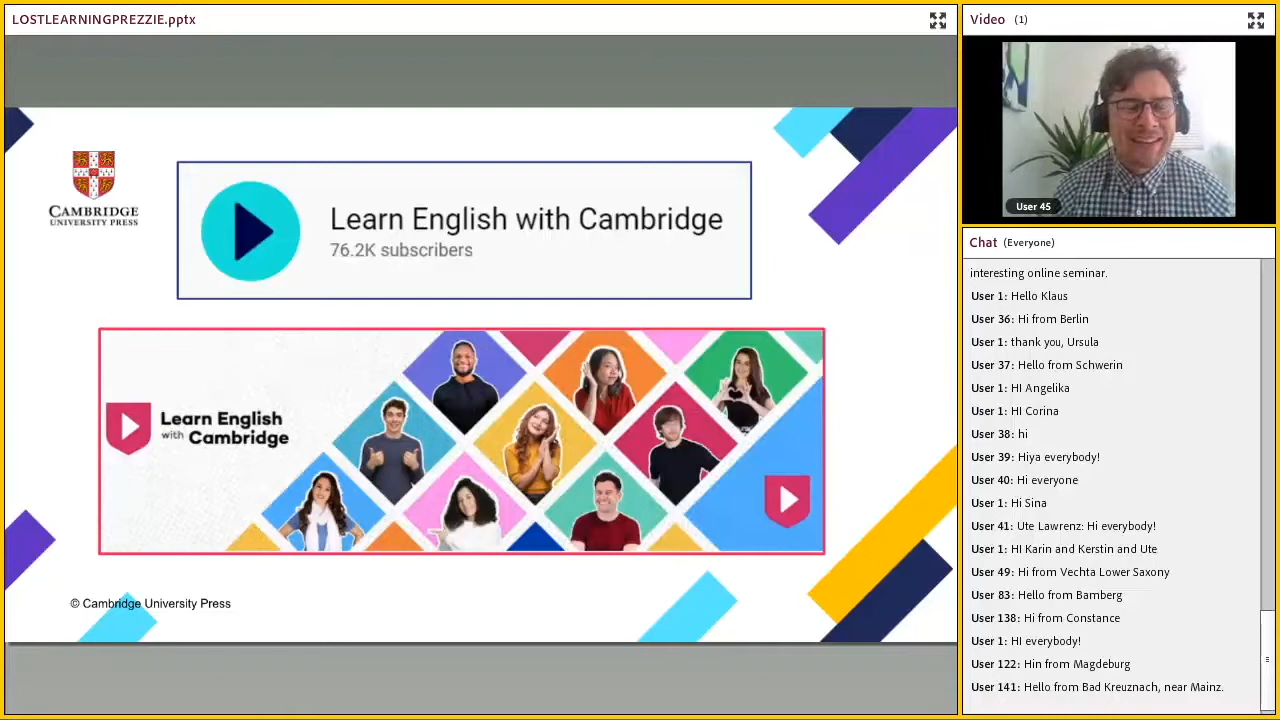 LOSTLEARNINGPREZZIE.pptx
CAMBRIDGE
UNIVERSITY PRESS
Learn English with Cambridge
76.2K subscribers
Learn English
with Cambridge
© Cambridge University Press
Video (1)
User 45
Chat (Everyone)
interesting online seminar.
User 1: Hello Klaus
User 36: Hi from Berlin
User 1: thank you, Ursula
User 37: Hello from Schwerin
User 1: HI Angelika
User 1: HI Corina
User 38: hi
User 39: Hiya everybody!
User 40: Hi everyone
User 1: Hi Sina
User 41: Ute Lawrenz: Hi everybody!
User 1: HI Karin and Kerstin and Ute
User 49: Hi from Vechta Lower Saxony
User 83: Hello from Bamberg
User 138: Hi from Constance
User 1: HI everybody!
User 122: Hin from Magdeburg
User 141: Hello from Bad Kreuznach, near Mainz.